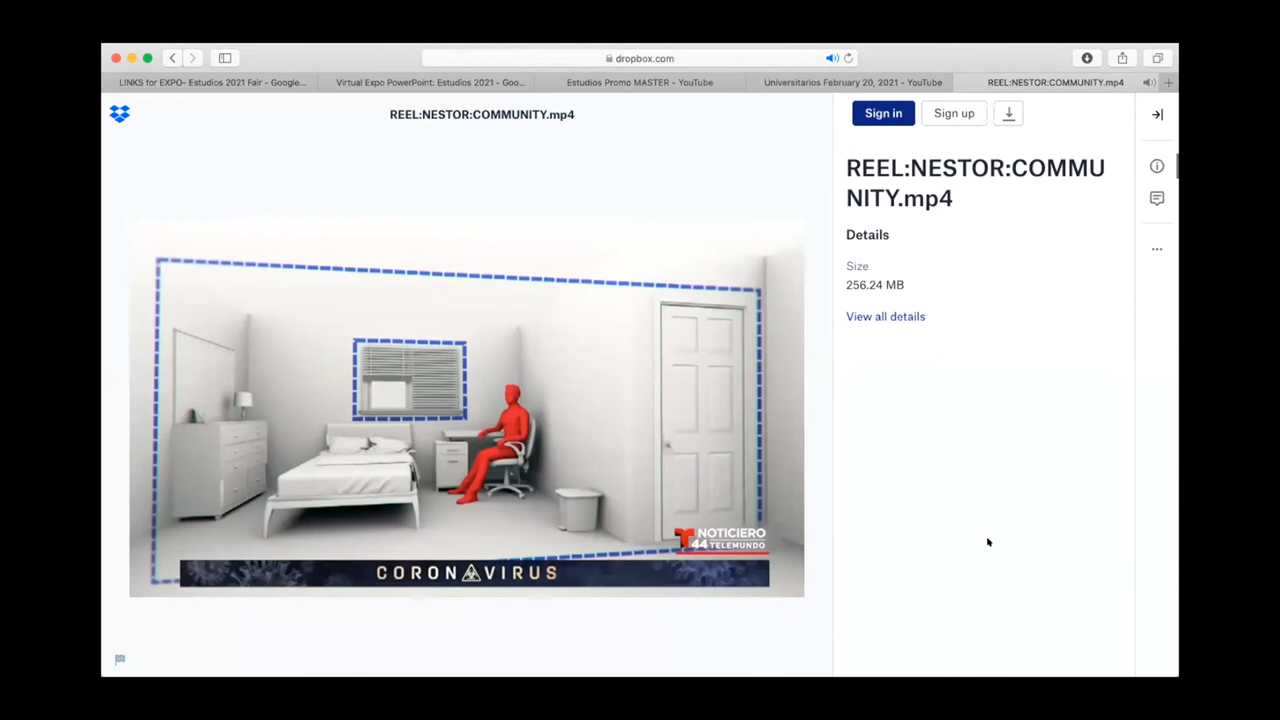 dropbox.com
LINKS for EXPO- Estudios 2021 Fair - Google...
Virtual Expo PowerPoint: Estudios 2021 - Goo...
Estudios Promo MASTER - YouTube
Universitarios February 20, 2021 - YouTube
REEL:NESTOR:COMMUNITY.mp4
REEL:NESTOR:COMMUNITY.mp4
Sign in
Sign up
REEL:NESTOR:COMMU
NITY.mp4
Details
Size
256.24 MB
View all details
NOTICIERO
44 TELEMUNDO
CORONAVIRUS